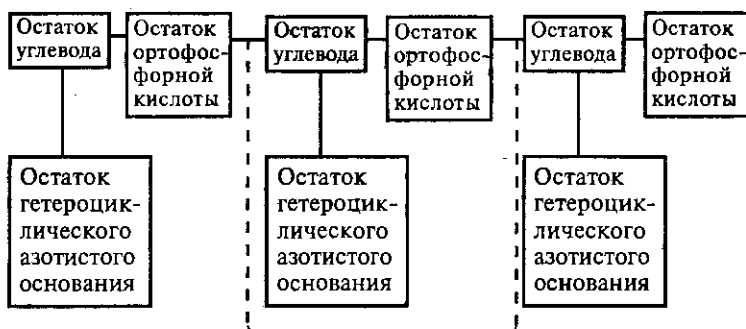 Остаток
углевода
Остаток
ортофос-
форной
кислоты
Остаток
углевода
Остаток
ортофос-
форной
кислоты
Остаток
углевода
Остаток
ортофос-
форной
кислоты
Остаток
гетероцик-
лического
азотистого
основания
Остаток
гетероцик-
лического
азотистого
основания
Остаток
гетероцик-
лического
азотистого
основания